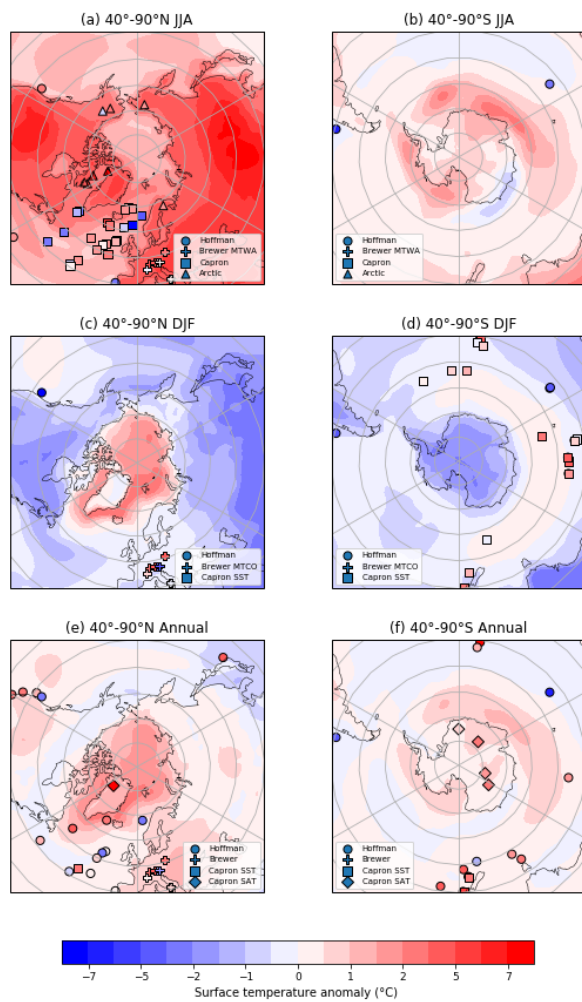 (a) 40°-90°N JJA
(b) 40°-90°S JJA
Hoffman
Brewer MTWA
Capron
Arctic
Hoffman
Brewer MTWA
Capron
Arctic
(c) 40°-90°N DJF
(d) 40°-90°S DJF
Hoffman
Brewer MTCO
Capron SST
Hoffman
Brewer MTCO
Capron SST
(e) 40°-90°N Annual
(f) 40°-90°S Annual
Hoffman
Brewer
Capron SST
Capron SAT
Hoffman
Brewer
Capron SST
Capron SAT
−7 −5 −2 −1 0 1 2 5 7
Surface temperature anomaly (°C)